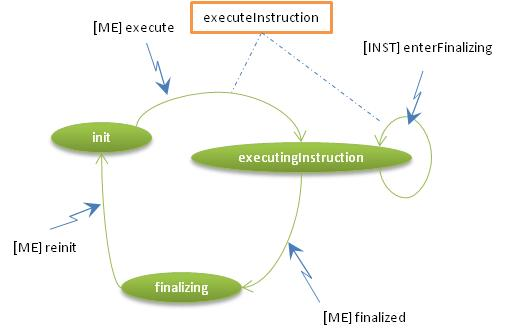 executeInstruction
[ME] execute
[INST] enterFinalizing
init
executingInstruction
[ME] reinit
finalizing
[ME] finalized